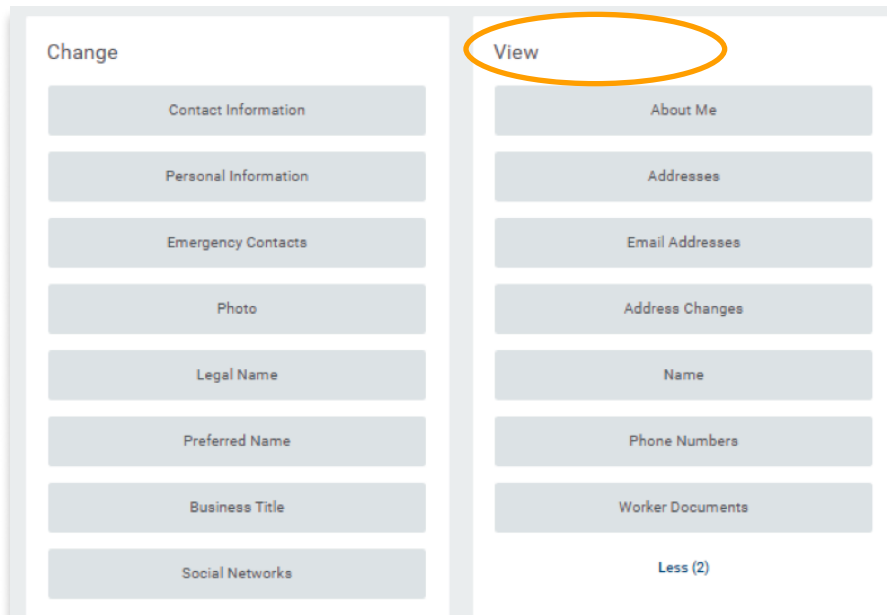 Change
Contact Information
Personal Information
Emergency Contacts
Photo
Legal Name
Preferred Name
Business Title
Social Networks
View
About Me
Addresses
Email Addresses
Address Changes
Name
Phone Numbers
Worker Documents
Less (2)